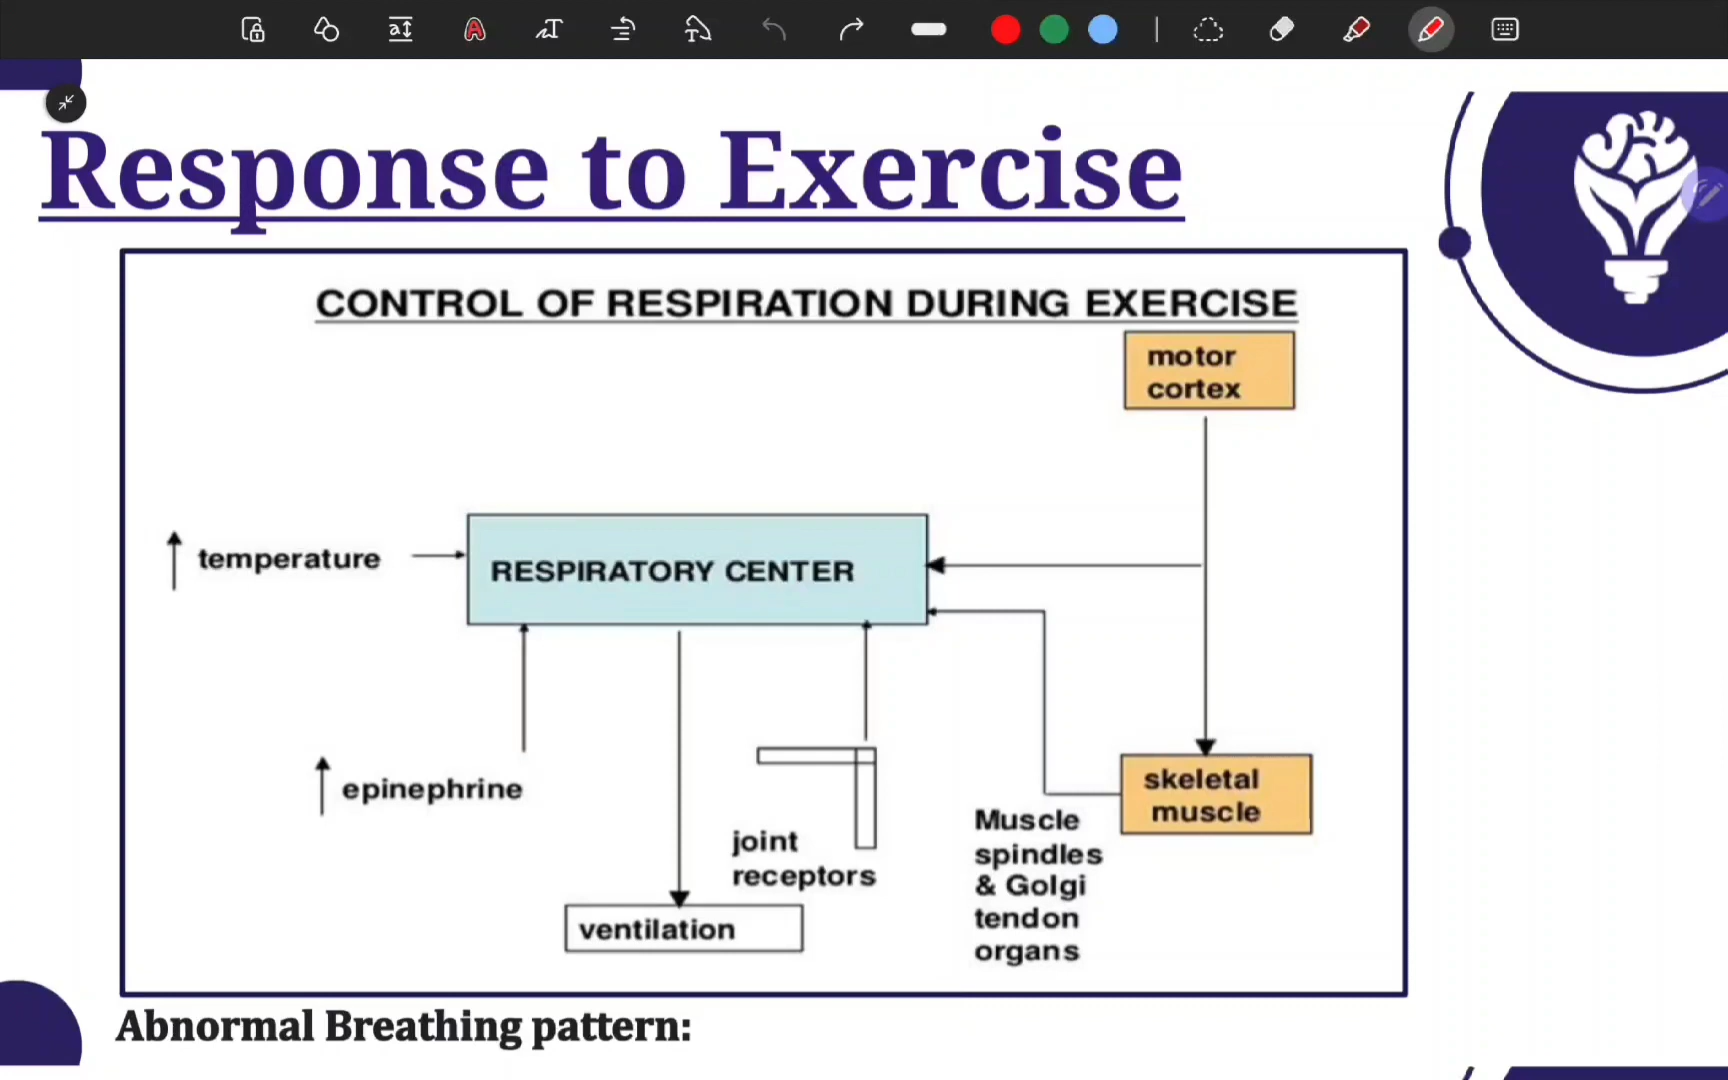 Response to Exercise
CONTROL OF RESPIRATION DURING EXERCISE
motor
cortex
temperature
RESPIRATORY CENTER
epinephrine
joint
receptors
ventilation
Muscle
spindles
& Golgi
tendon
organs
skeletal
muscle
Abnormal Breathing pattern: